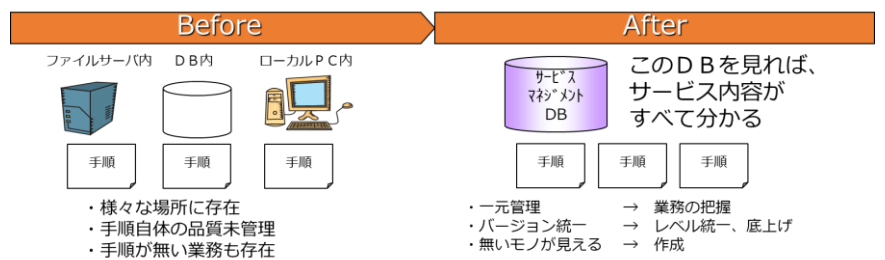 Before
After
ファイルサーバ内
ＤＢ内
ローカルＰＣ内
手順
手順
手順
・様々な場所に存在
・手順自体の品質未管理
・手順が無い業務も存在
ｻｰﾋﾞｽ
ﾏﾈｼﾞﾒﾝﾄ
DB
このＤＢを見れば、
サービス内容が
すべて分かる
手順
手順
手順
・一元管理 → 業務の把握
・バージョン統一 → レベル統一、底上げ
・無いモノが見える → 作成